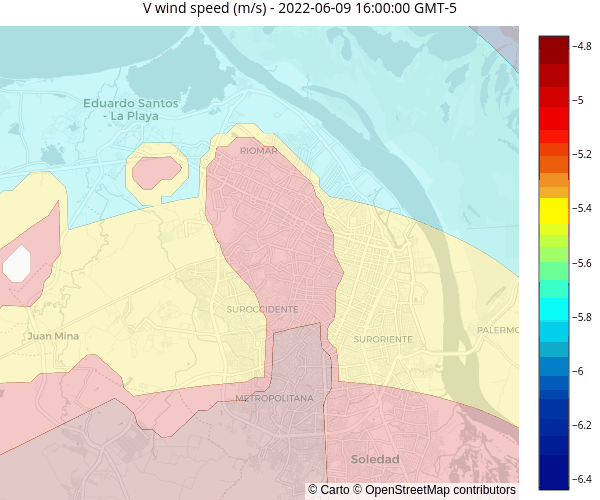 V wind speed (m/s) - 2022-06-09 16:00:00 GMT-5
Eduardo Santos
- La Playa
RIOMAR
SUROCCIDENTE
Juan Mina
SURORIENTE
PALERMO
METROPOLITANA
Soledad
© Carto © OpenStreetMap contributors
−4.8
−5
−5.2
−5.4
−5.6
−5.8
−6
−6.2
−6.4